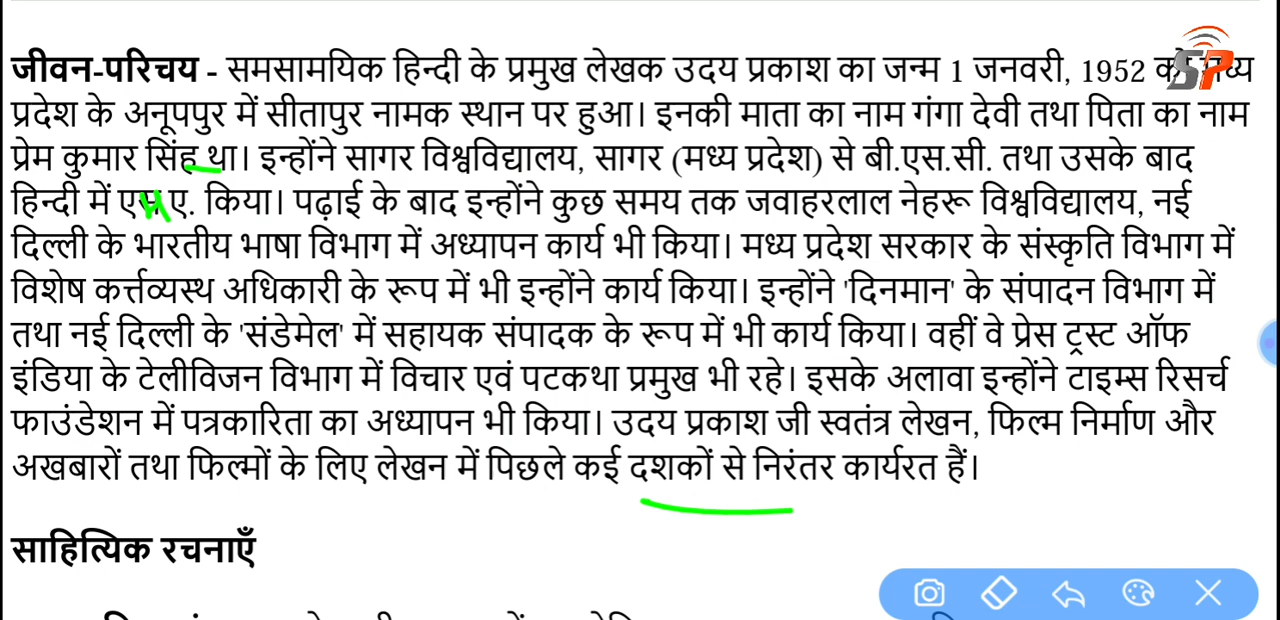 जीवन-परिचय - समसामयिक हिन्दी के प्रमुख लेखक उदय प्रकाश का जन्म 1 जनवरी, 1952 को मध्य
प्रदेश के अनूपपुर में सीतापुर नामक स्थान पर हुआ। इनकी माता का नाम गंगा देवी तथा पिता का नाम
प्रेम कुमार सिंह था। इन्होंने सागर विश्वविद्यालय, सागर (मध्य प्रदेश) से बी.एस.सी. तथा उसके बाद
हिन्दी में एम.ए. किया। पढ़ाई के बाद इन्होंने कुछ समय तक जवाहरलाल नेहरू विश्वविद्यालय, नई
दिल्ली के भारतीय भाषा विभाग में अध्यापन कार्य भी किया। मध्य प्रदेश सरकार के संस्कृति विभाग में
विशेष कर्त्तव्यस्थ अधिकारी के रूप में भी इन्होंने कार्य किया। इन्होंने 'दिनमान' के संपादन विभाग में
तथा नई दिल्ली के 'संडेमेल' में सहायक संपादक के रूप में भी कार्य किया। वहीं वे प्रेस ट्रस्ट ऑफ
इंडिया के टेलीविजन विभाग में विचार एवं पटकथा प्रमुख भी रहे। इसके अलावा इन्होंने टाइम्स रिसर्च
फाउंडेशन में पत्रकारिता का अध्यापन भी किया। उदय प्रकाश जी स्वतंत्र लेखन, फिल्म निर्माण और
अखबारों तथा फिल्मों के लिए लेखन में पिछले कई दशकों से निरंतर कार्यरत हैं।
साहित्यिक रचनाएँ
SP